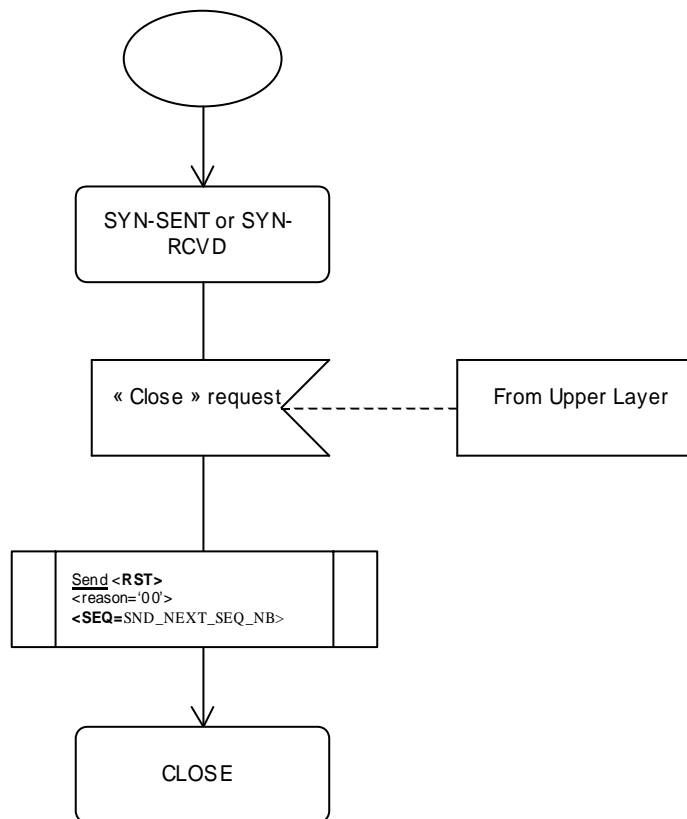 SYN-SENT or SYN-
RCVD
« Close » request
From Upper Layer
Send <RST>
<reason=‘00’>
<SEQ=SND_NEXT_SEQ_NB>
CLOSE